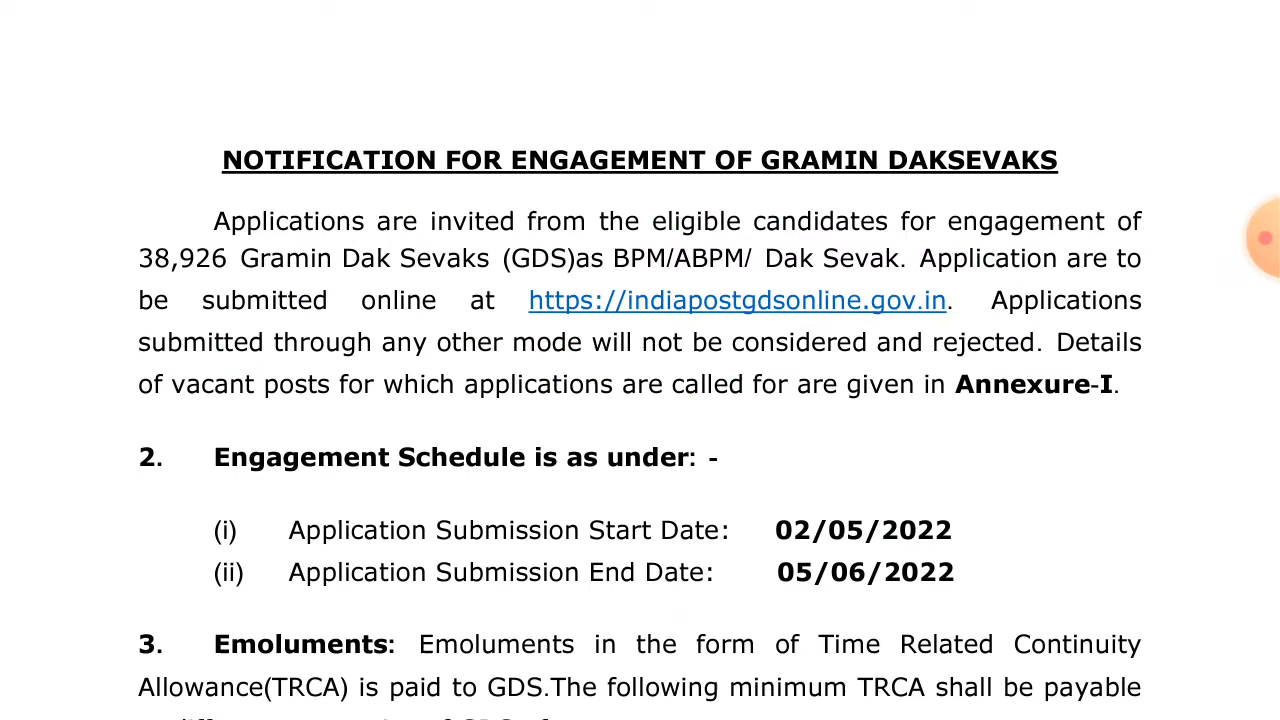 NOTIFICATION FOR ENGAGEMENT OF GRAMIN DAKSEVAKS
Applications are invited from the eligible candidates for engagement of
38,926 Gramin Dak Sevaks (GDS)as BPM/ABPM/ Dak Sevak. Application are to
be submitted online at https://indiapostgdsonline.gov.in. Applications
submitted through any other mode will not be considered and rejected. Details
of vacant posts for which applications are called for are given in Annexure-I.
2. Engagement Schedule is as under: -
(i) Application Submission Start Date: 02/05/2022
(ii) Application Submission End Date: 05/06/2022
3. Emoluments: Emoluments in the form of Time Related Continuity
Allowance(TRCA) is paid to GDS.The following minimum TRCA shall be payable